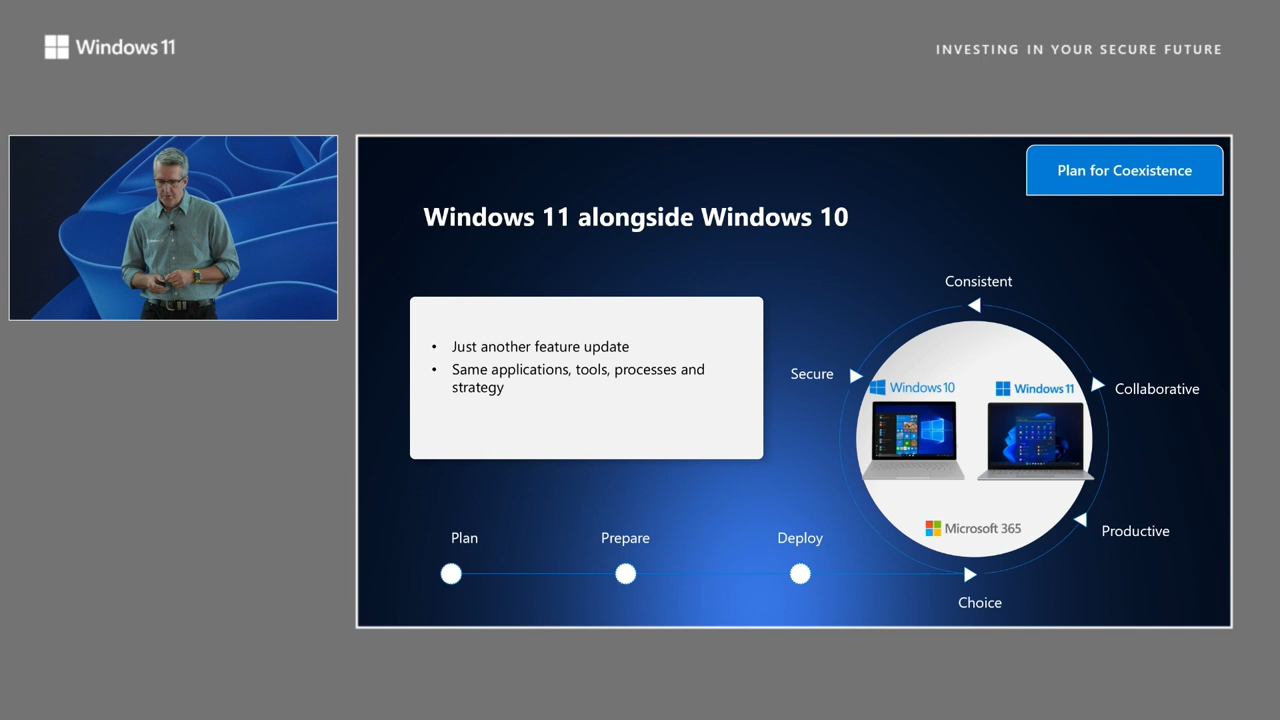 Windows 11
INVESTING IN YOUR SECURE FUTURE
Plan for Coexistence
Windows 11 alongside Windows 10
• Just another feature update
• Same applications, tools, processes and
strategy
Consistent
Secure
Collaborative
Windows 10
Windows 11
Microsoft 365
Productive
Choice
Plan
Prepare
Deploy